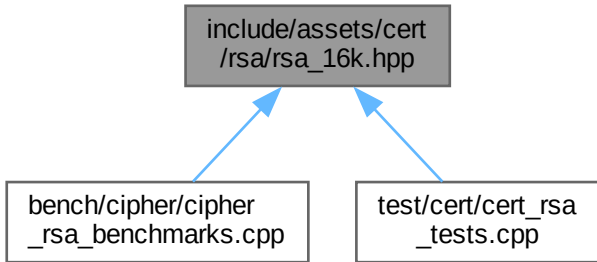 include/assets/cert
/rsa/rsa_16k.hpp
bench/cipher/cipher
_rsa_benchmarks.cpp
test/cert/cert_rsa
_tests.cpp